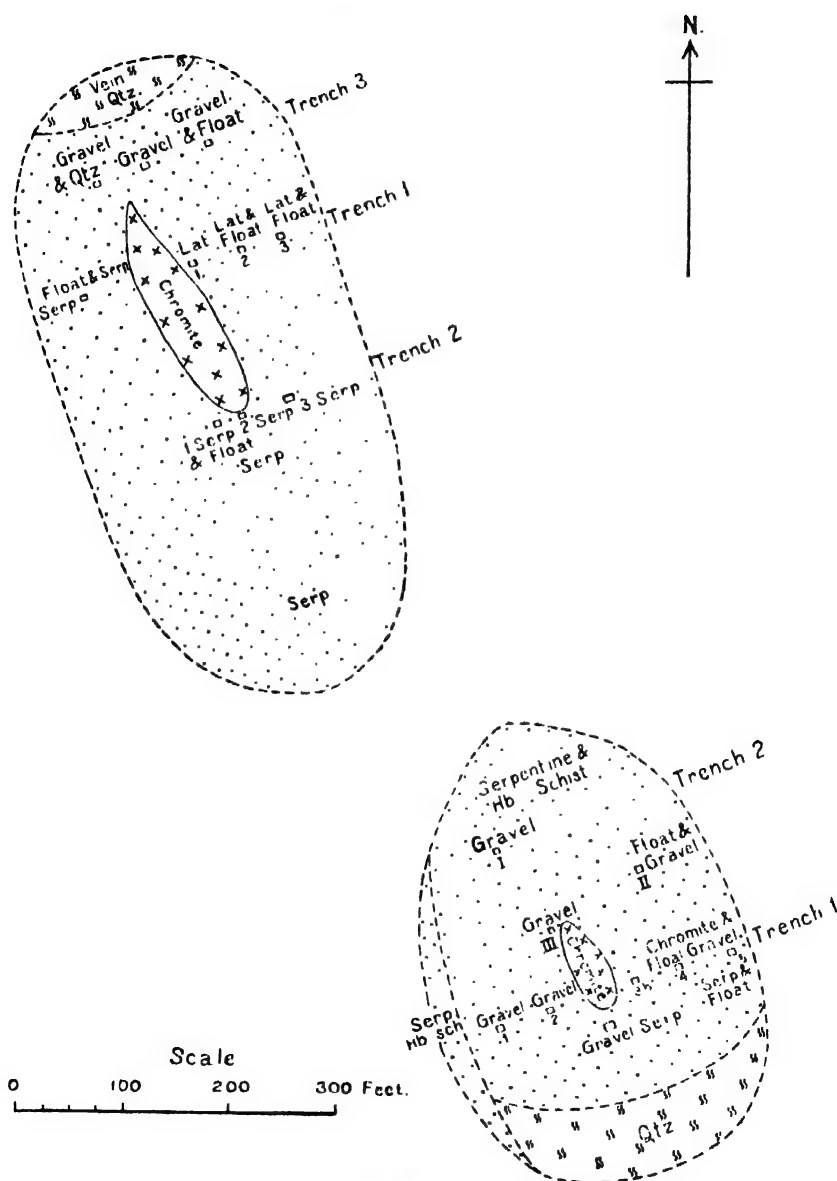 N.
Vein
Qtz.
Trench 3
Gravel
& Float
Gravel
Gravel
& Qtz
Trench 1
Lat &
Float
3
Lat &
Float
2
Lat
1
Float & Serp
Serp
Chromite
Trench 2
1 Serp 2 Serp 3 Serp
& Float
Serp
Serp
Serpentine &
Hb Schist
Trench 2
Gravel
I
Float &
Gravel
II
Gravel
III
Chromite &
Float Gravel
4
5
Trench 1
Serp &
Float
Serp
Hb Sch
Gravel
1
Gravel
2
Gravel Serp
Qtz
Scale
0 100 200 300 Feet.